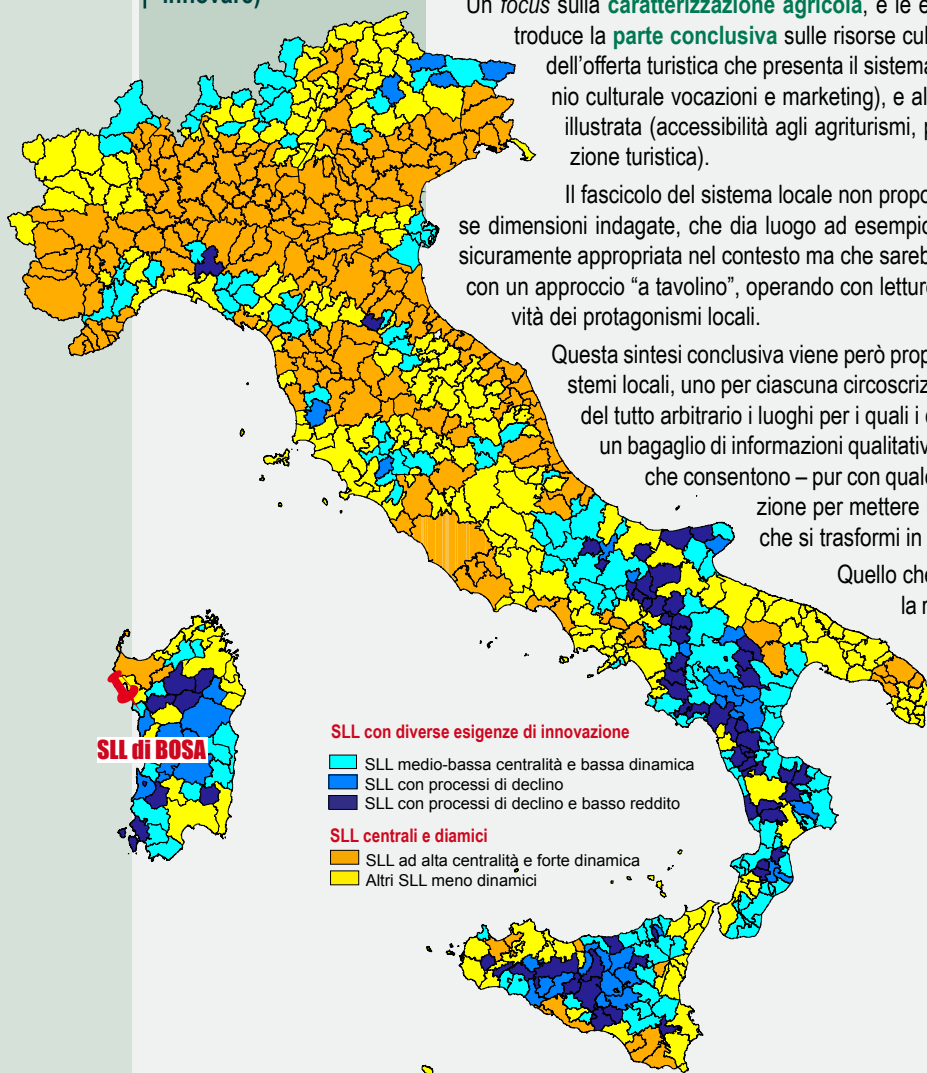 innovare)
Un focus sulla caratterizzazione agricola, e le e
troduce la parte conclusiva sulle risorse cul
dell'offerta turistica che presenta il sistema
nio culturale vocazioni e marketing), e al
illustrata (accessibilità agli agriturismi, p
zione turistica).
Il fascicolo del sistema locale non propo
se dimensioni indagate, che dia luogo ad esempio
sicuramente appropriata nel contesto ma che sareb
con un approccio "a tavolino", operando con letture
vità dei protagonismi locali.
Questa sintesi conclusiva viene però prop
stemi locali, uno per ciascuna circoscriz
del tutto arbitrario i luoghi per i quali i
un bagaglio di informazioni qualitativ
che consentono – pur con qualc
zione per mettere
che si trasformi in
Quello che
la r
SLL di BOSA
SLL con diverse esigenze di innovazione
SLL medio-bassa centralità e bassa dinamica
SLL con processi di declino
SLL con processi di declino e basso reddito
SLL centrali e diamici
SLL ad alta centralità e forte dinamica
Altri SLL meno dinamici